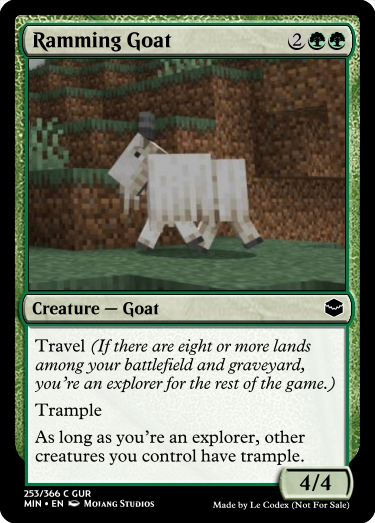 Ramming Goat 2
Creature — Goat
Travel (If there are eight or more lands
among your battlefield and graveyard,
you're an explorer for the rest of the game.)
Trample
As long as you're an explorer, other
creatures you control have trample.
4/4
253/366 C GUR
MIN • EN Mojang Studios
Made by Le Codex (Not For Sale)